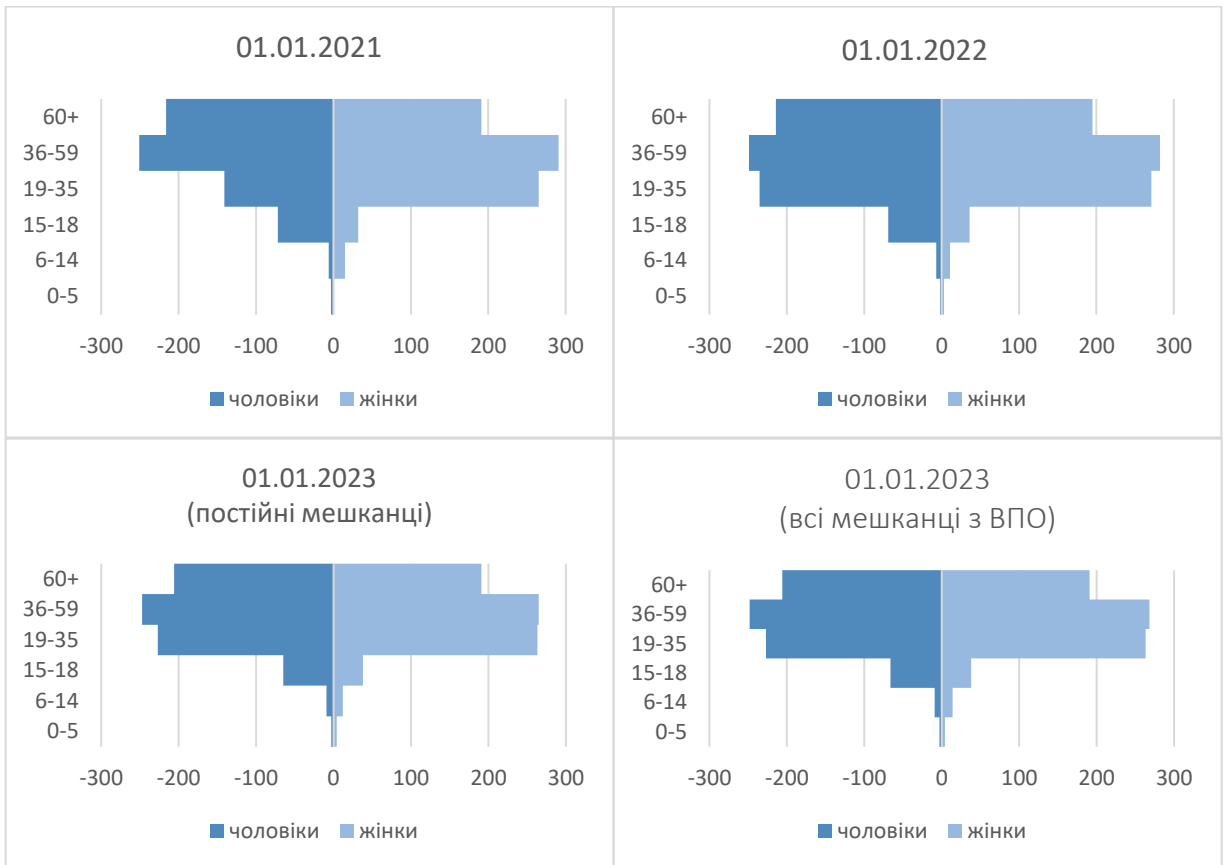 01.01.2021
60+
36-59
19-35
15-18
6-14
0-5
-300 -200 -100 0 100 200 300
чоловіки жінки
01.01.2022
60+
36-59
19-35
15-18
6-14
0-5
-300 -200 -100 0 100 200 300
чоловіки жінки
01.01.2023
(постійні мешканці)
60+
36-59
19-35
15-18
6-14
0-5
-300 -200 -100 0 100 200 300
чоловіки жінки
01.01.2023
(всі мешканці з ВПО)
60+
36-59
19-35
15-18
6-14
0-5
-300 -200 -100 0 100 200 300
чоловіки жінки